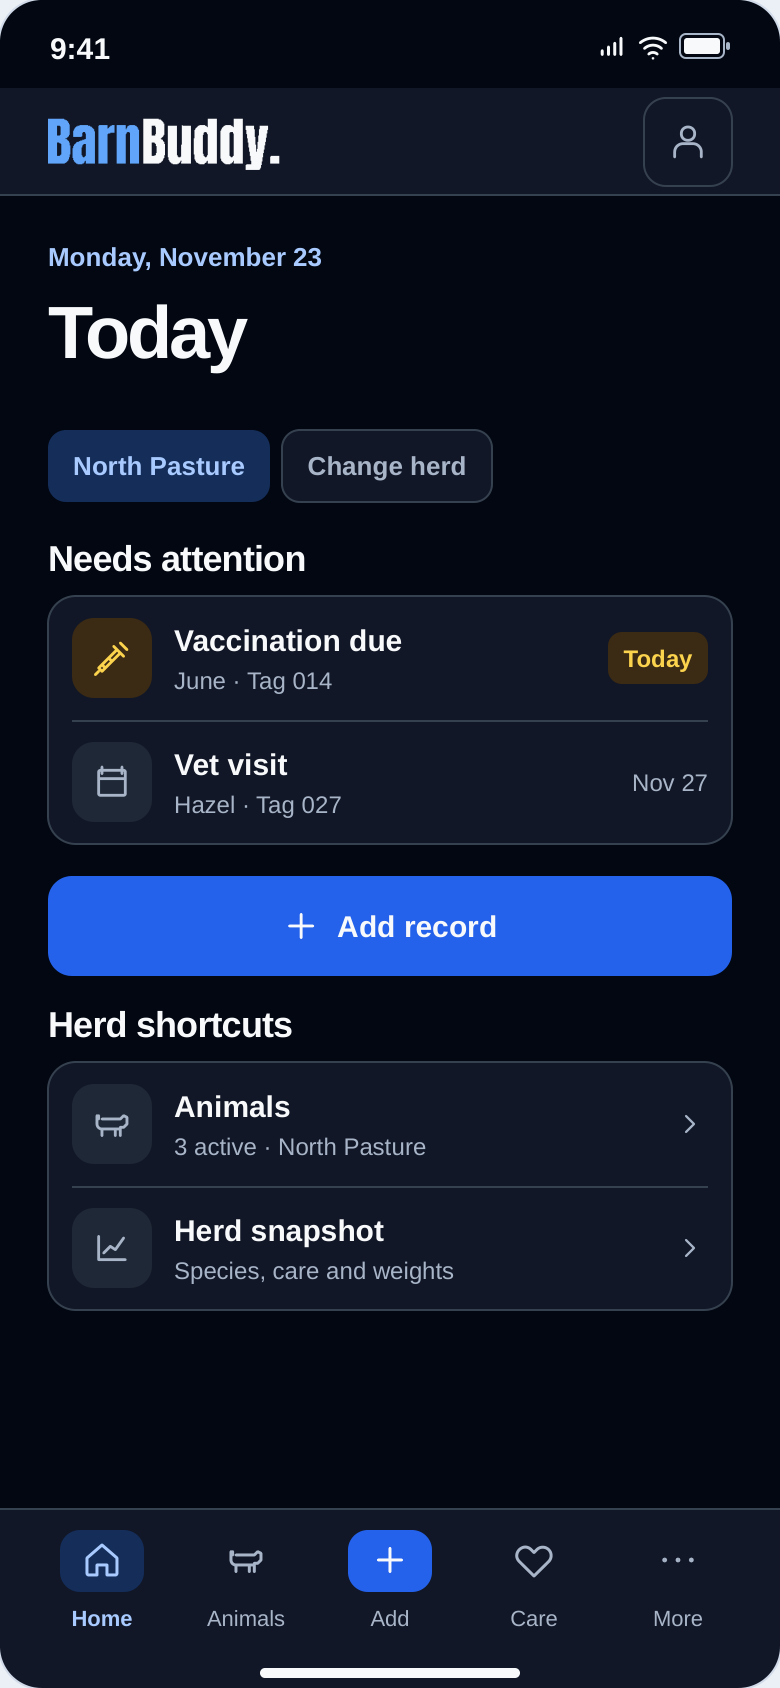 9:41
BarnBuddy.
Monday, November 23
Today
North Pasture
Change herd
Needs attention
Vaccination due
June · Tag 014
Today
Vet visit
Hazel · Tag 027
Nov 27
Add record
Herd shortcuts
Animals
3 active · North Pasture
Herd snapshot
Species, care and weights
Home
Animals
Add
Care
More